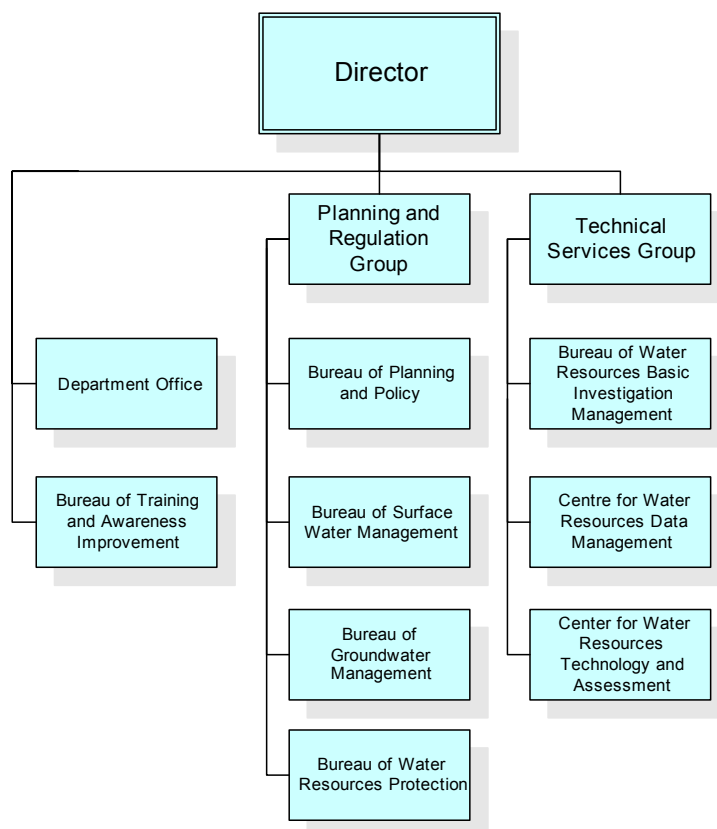 Director
Planning and
Regulation
Group
Technical
Services Group
Department Office
Bureau of Planning
and Policy
Bureau of Water
Resources Basic
Investigation
Management
Bureau of Training
and Awareness
Improvement
Bureau of Surface
Water Management
Centre for Water
Resources Data
Management
Bureau of
Groundwater
Management
Center for Water
Resources
Technology and
Assessment
Bureau of Water
Resources Protection